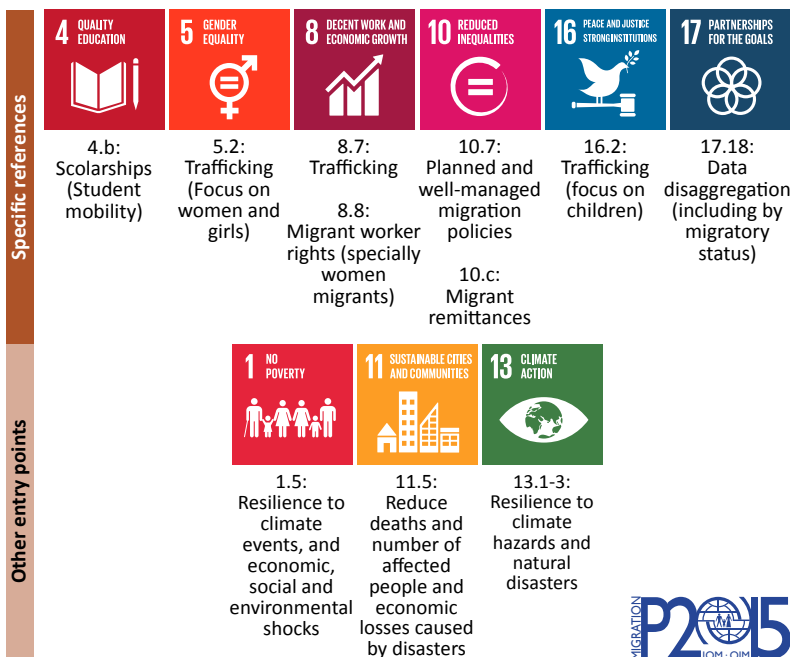 Specific references
4 QUALITY
EDUCATION
4.b:
Scolarships
(Student
mobility)
5 GENDER
EQUALITY
5.2:
Trafficking
(Focus on
women and
girls)
8 DECENT WORK AND
ECONOMIC GROWTH
8.7:
Trafficking
8.8:
Migrant worker
rights (specially
women
migrants)
10 REDUCED
INEQUALITIES
10.7:
Planned and
well-managed
migration
policies
10.c:
Migrant
remittances
16 PEACE AND JUSTICE
STRONG INSTITUTIONS
16.2:
Trafficking
(focus on
children)
17 PARTNERSHIPS
FOR THE GOALS
17.18:
Data
disaggregation
(including by
migratory
status)
Other entry points
1 NO
POVERTY
1.5:
Resilience to
climate
events, and
economic,
social and
environmental
shocks
11 SUSTAINABLE CITIES
AND COMMUNITIES
11.5:
Reduce
deaths and
number of
affected
people and
economic
losses caused
by disasters
13 CLIMATE
ACTION
13.1-3:
Resilience to
climate
hazards and
natural
disasters
MIGRATION
P2015
IOM · OIM